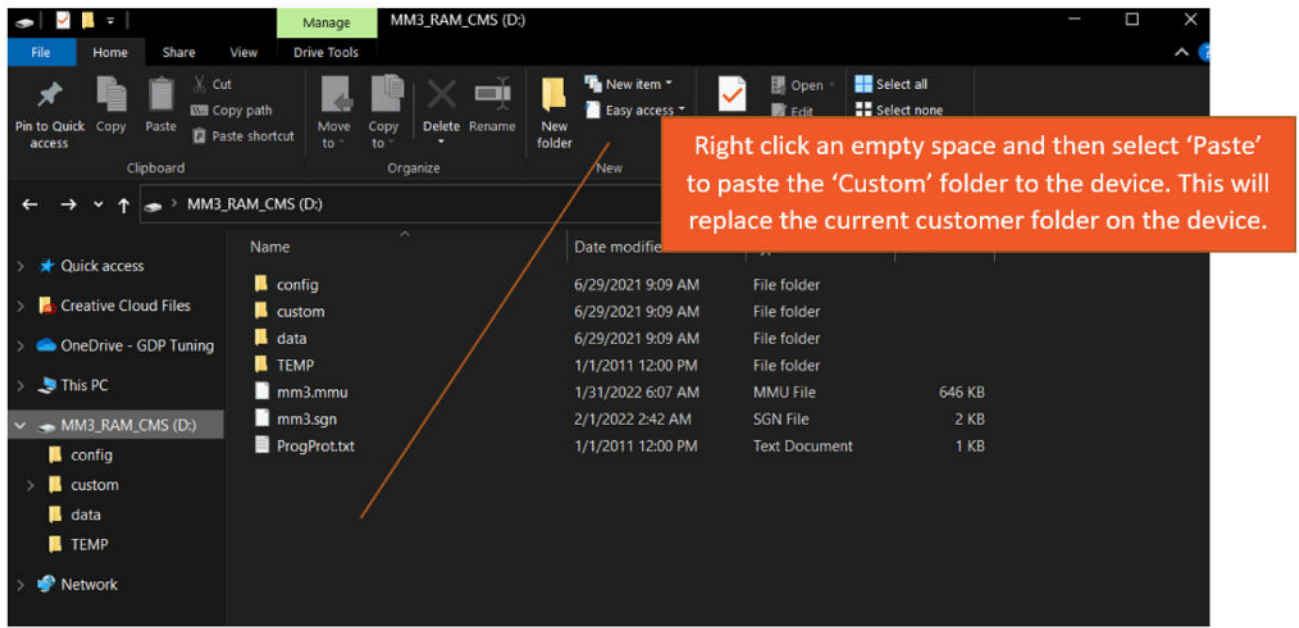 Manage
MM3_RAM_CMS (D:)
File
Home
Share
View
Drive Tools
Pin to Quick access
Copy
Paste
Cut
Copy path
Paste shortcut
Move to
Copy to
Delete
Rename
New folder
New item
Easy access
Open
Edit
Select all
Select none
Clipboard
Organize
New
Right click an empty space and then select ‘Paste’
to paste the ‘Custom’ folder to the device. This will
replace the current customer folder on the device.
MM3_RAM_CMS (D:)
Name
Date modifie
Quick access
Creative Cloud Files
OneDrive - GDP Tuning
This PC
MM3_RAM_CMS (D:)
config
custom
data
TEMP
Network
config 6/29/2021 9:09 AM File folder
custom 6/29/2021 9:09 AM File folder
data 6/29/2021 9:09 AM File folder
TEMP 1/1/2011 12:00 PM File folder
mm3.mmu 1/31/2022 6:07 AM MMU File 646 KB
mm3.sgn 2/1/2022 2:42 AM SGN File 2 KB
ProgProt.txt 1/1/2011 12:00 PM Text Document 1 KB